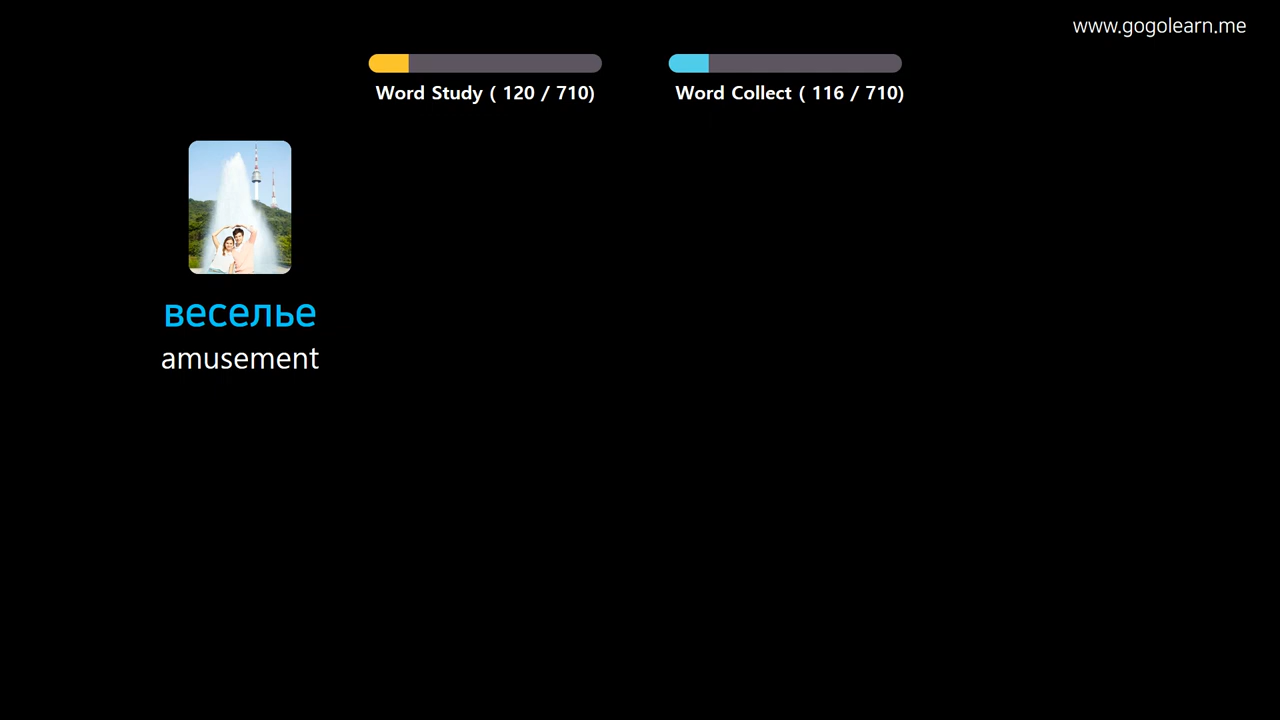 www.gogolearn.me
Word Study ( 120 / 710)
Word Collect ( 116 / 710)
веселье
amusement